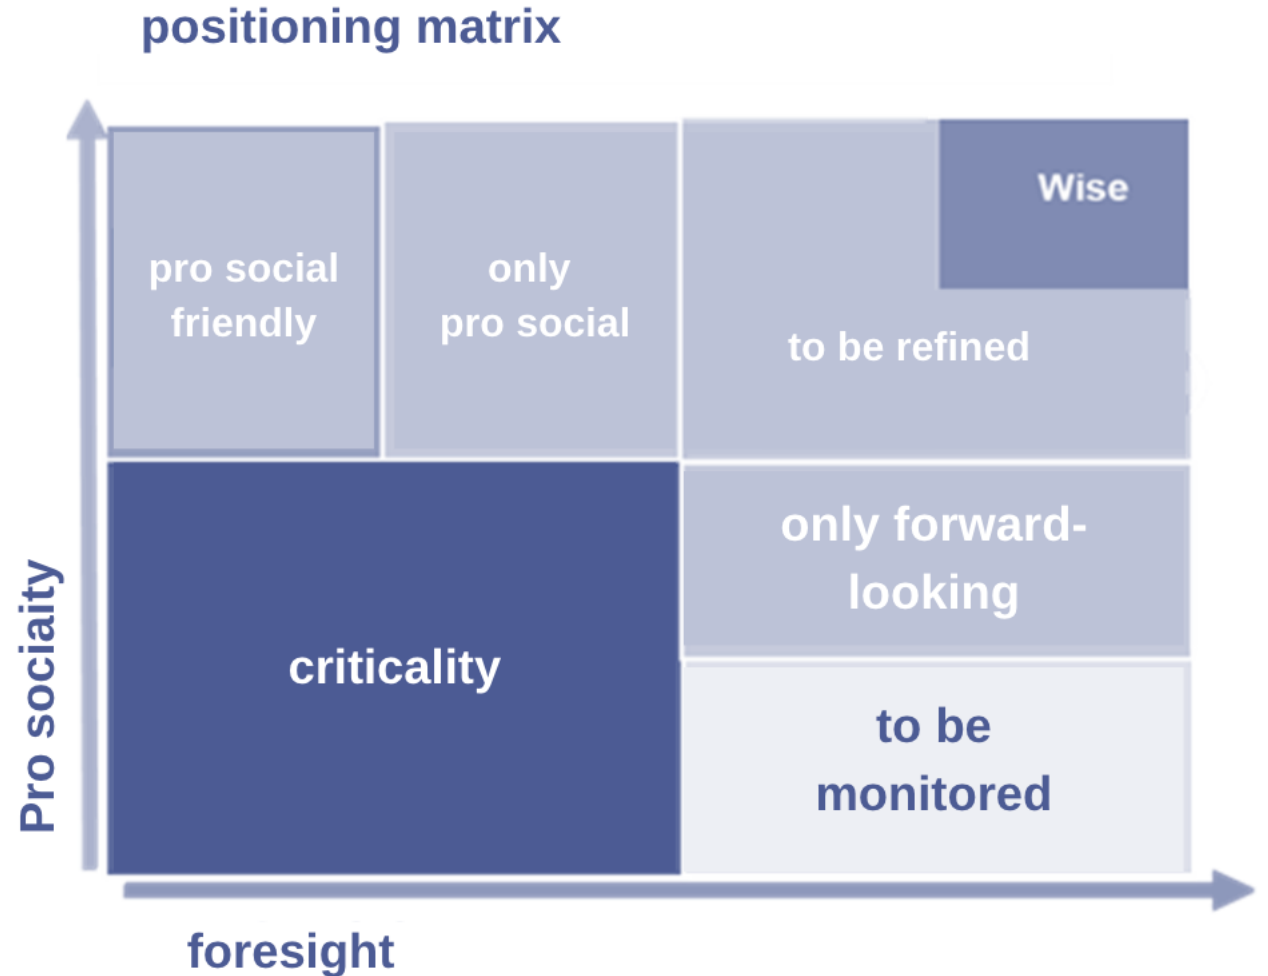 positioning matrix
Wise
pro social
friendly
only
pro social
to be refined
only forward-
looking
criticality
to be
monitored
Pro sociaity
foresight